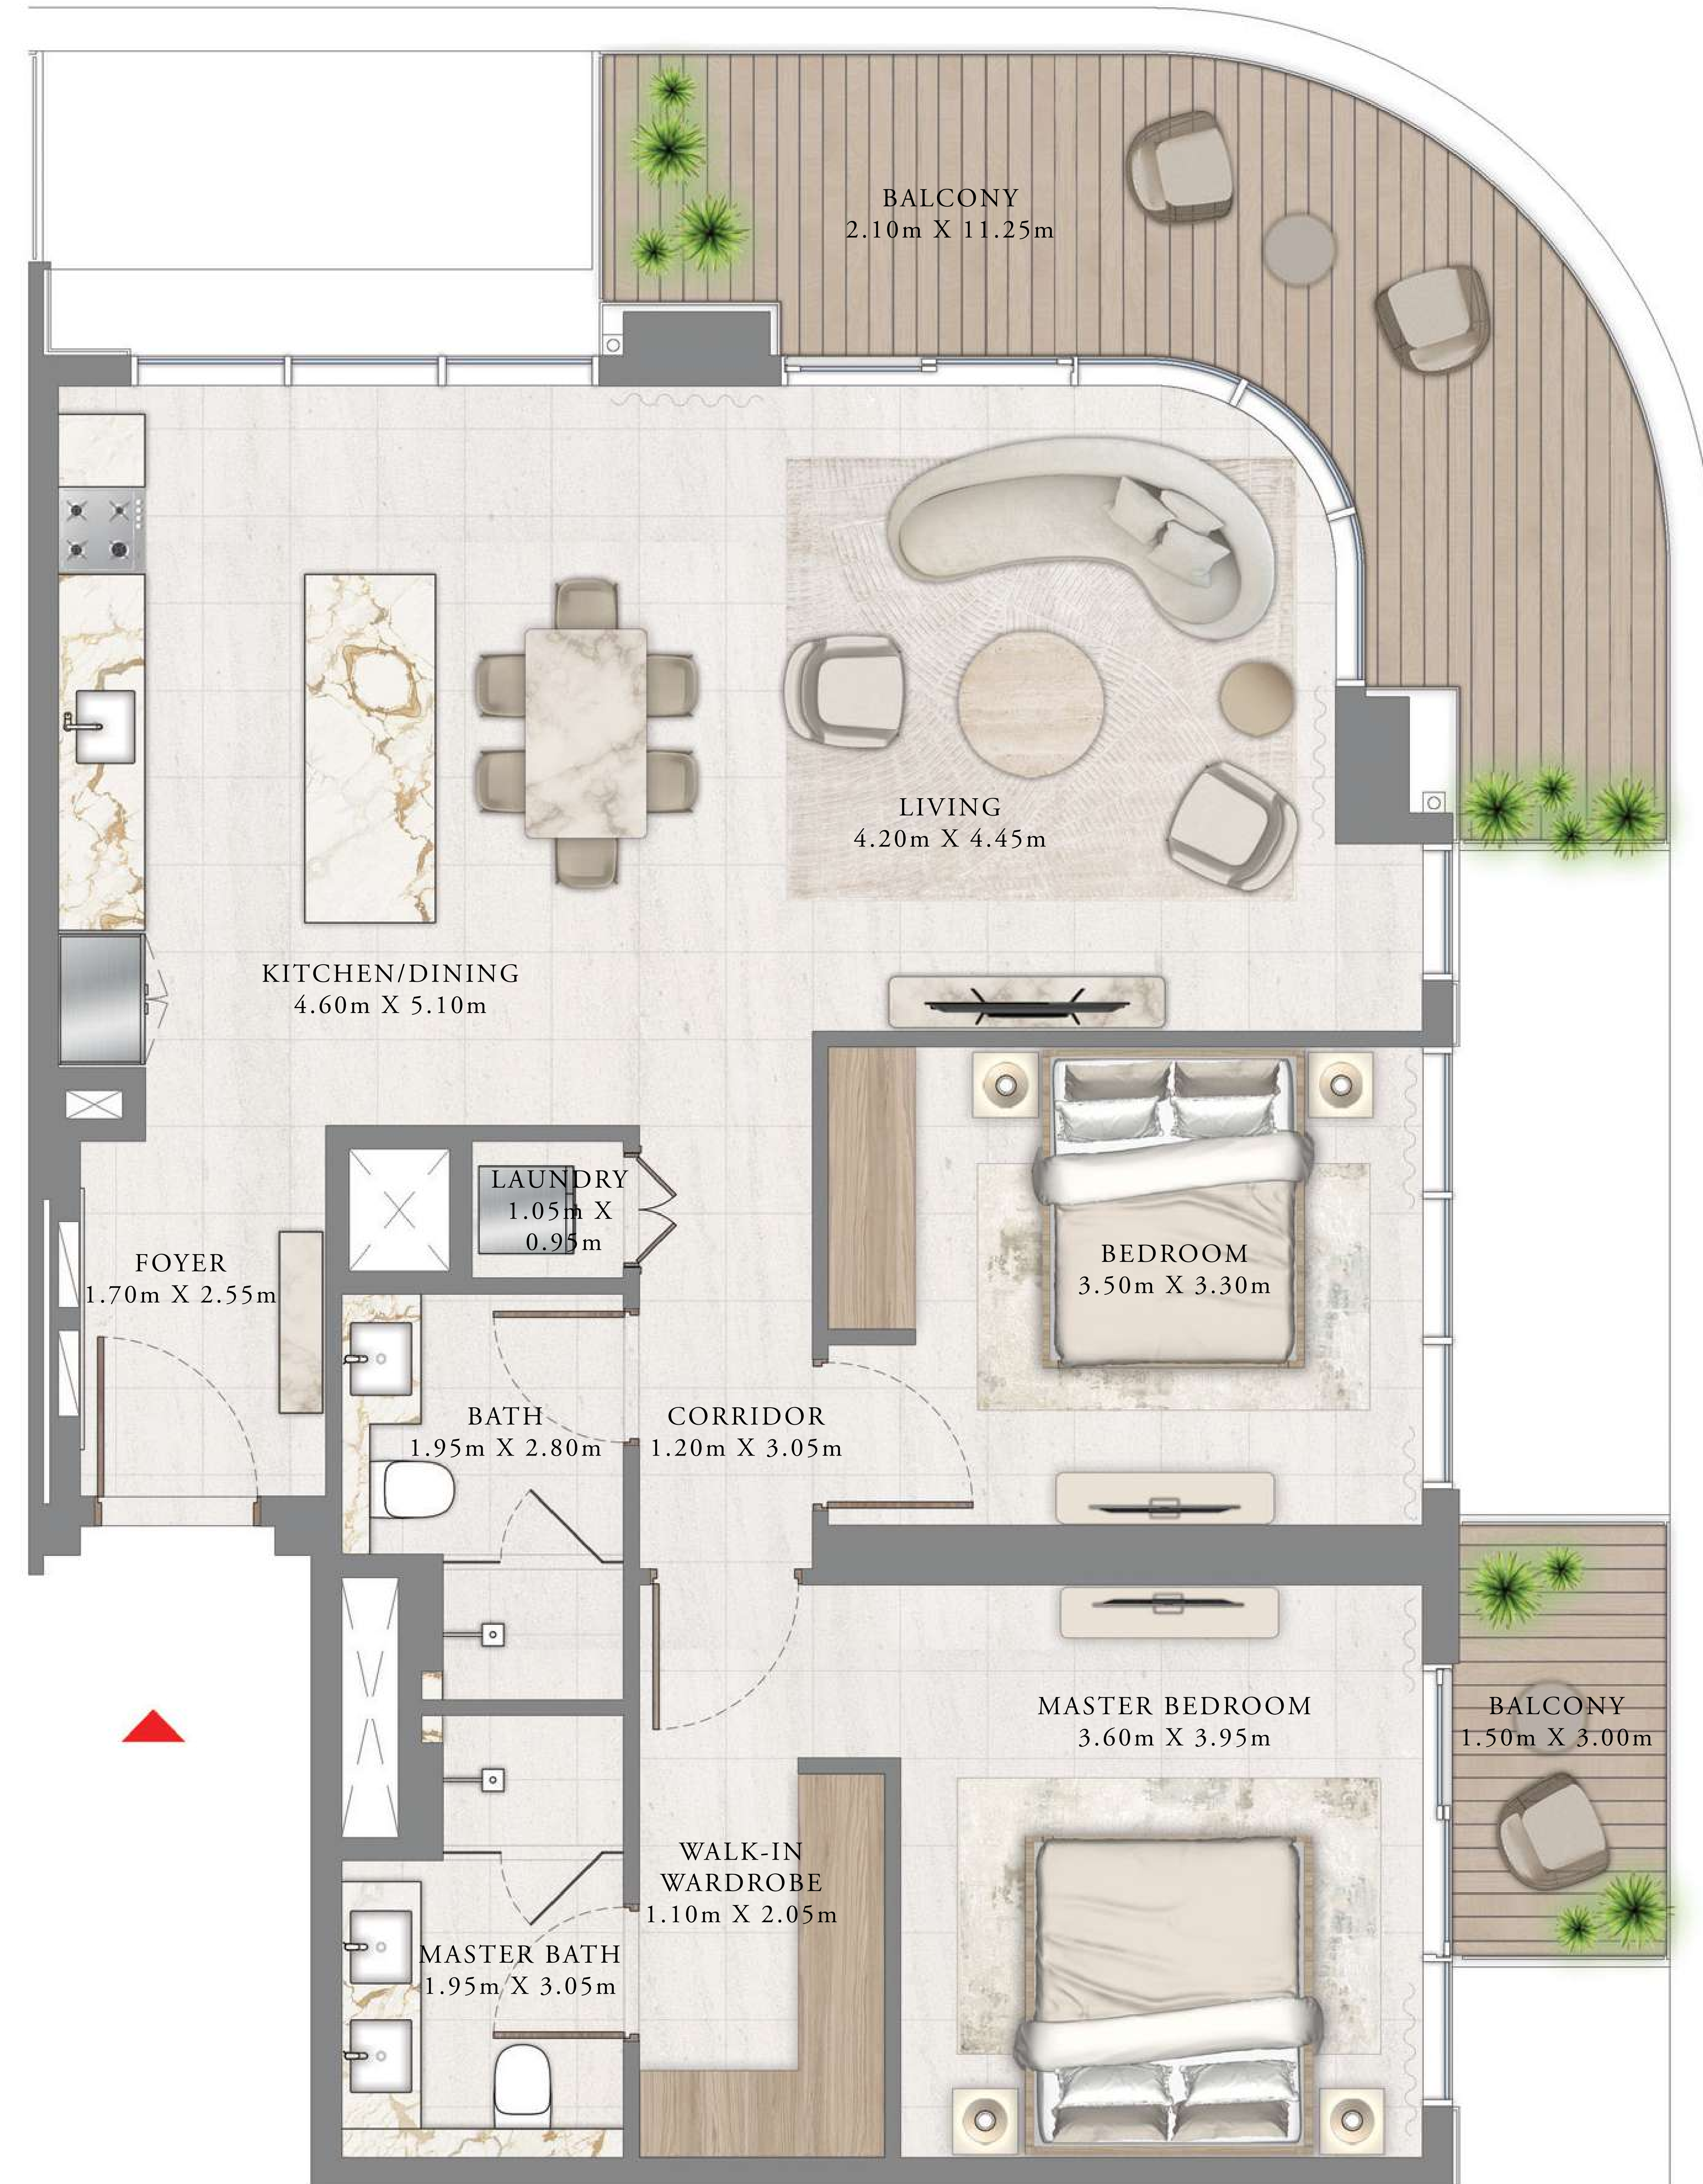 BALCONY
2.10m X 11.25m
LIVING
4.20m X 4.45m
KITCHEN/DINING
4.60m X 5.10m
LAUNDRY
1.05m X
0.95m
FOYER
1.70m X 2.55m
BEDROOM
3.50m X 3.30m
BATH
1.95m X 2.80m
CORRIDOR
1.20m X 3.05m
MASTER BEDROOM
3.60m X 3.95m
BALCONY
1.50m X 3.00m
WALK-IN
WARDROBE
1.10m X 2.05m
MASTER BATH
1.95m X 3.05m